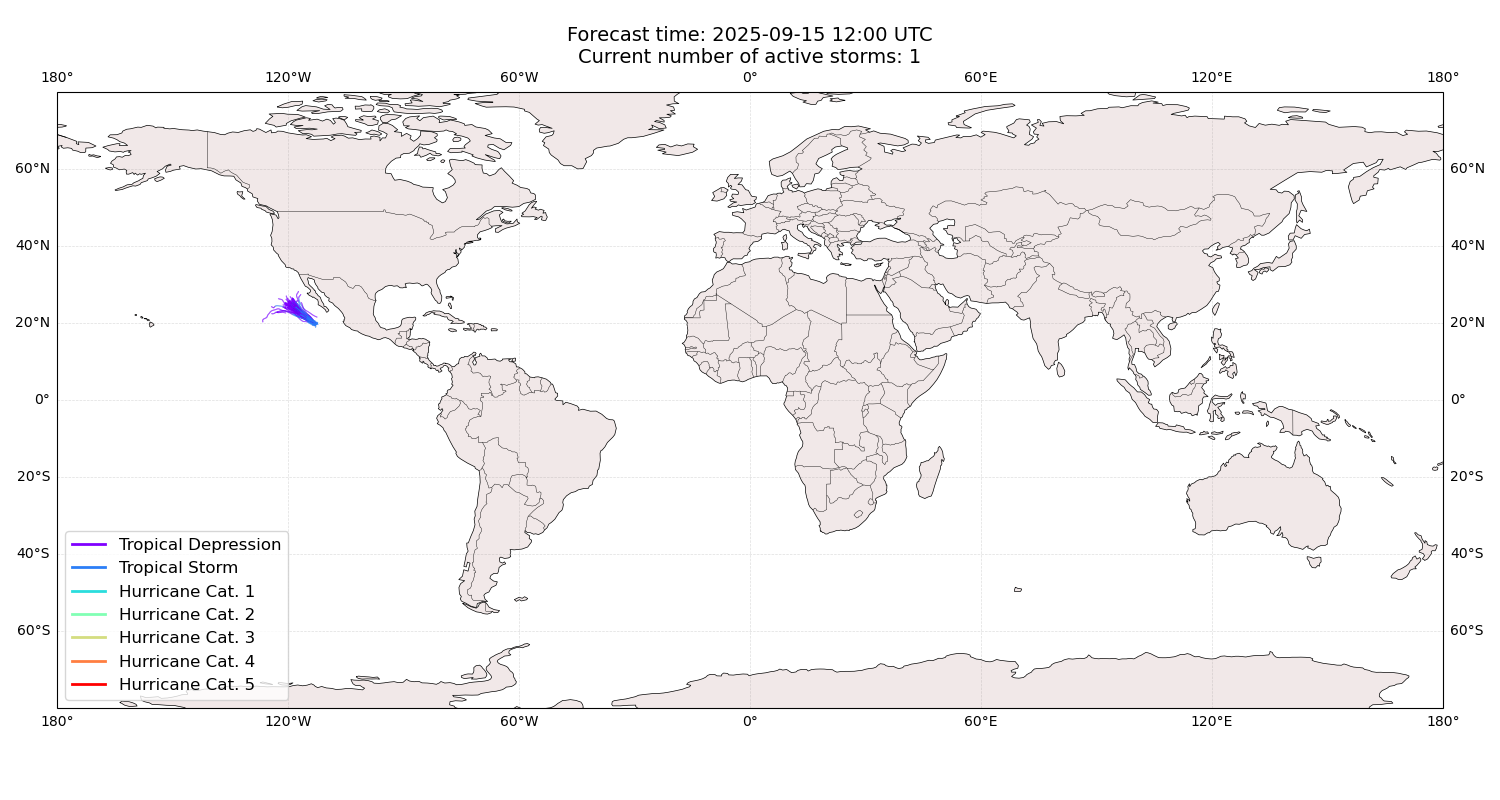 Forecast time: 2025-09-15 12:00 UTC
Current number of active storms: 1
180° 120°W 60°W 0° 60°E 120°E 180°
60°N 60°N
40°N 40°N
20°N 20°N
0° 0°
20°S 20°S
40°S 40°S
60°S 60°S
Tropical Depression
Tropical Storm
Hurricane Cat. 1
Hurricane Cat. 2
Hurricane Cat. 3
Hurricane Cat. 4
Hurricane Cat. 5
180° 120°W 60°W 0° 60°E 120°E 180°